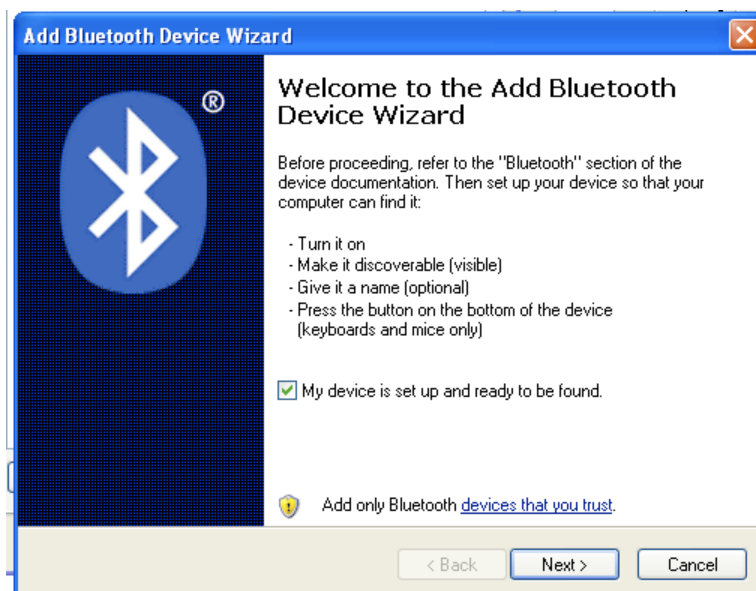 Add Bluetooth Device Wizard
®
Welcome to the Add Bluetooth
Device Wizard
Before proceeding, refer to the "Bluetooth" section of the
device documentation. Then set up your device so that your
computer can find it:
- Turn it on
- Make it discoverable (visible)
- Give it a name (optional)
- Press the button on the bottom of the device
(keyboards and mice only)
My device is set up and ready to be found.
Add only Bluetooth devices that you trust.
< Back Next > Cancel